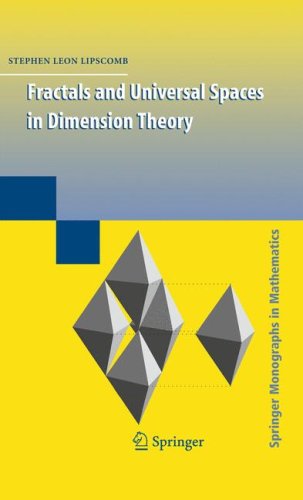 STEPHEN LEON LIPSCOMB
Fractals and Universal Spaces
in Dimension Theory
Springer Monographs in Mathematics
Springer